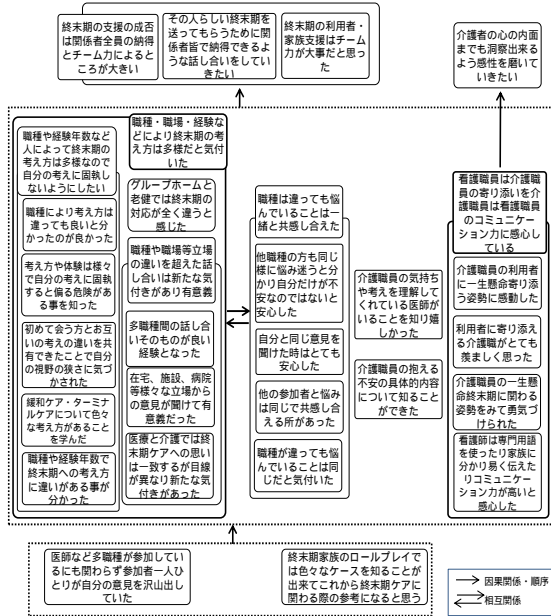 終末期の支援の成否
は関係者全員の納得
とチーム力によると
ころが大きい
その人らしい終末期を
送ってもらうために関
係者皆で納得できるよ
うな話し合いをしてい
きたい
終末期の利用者・
家族支援はチーム
力が大事だと思っ
た
介護者の心の内面
までも洞察出来る
よう感性を磨いて
いきたい
職種・職場・経験な
どにより終末期の考
え方は多様だと気付
いた
職種や経験年数など
人によって終末期の
考え方は多様なので
自分の考えに固執し
ないようにしたい
職種により考え方は
違っても良いと分
かったのが良かった
考え方や体験は様々
で自分の考えに固執
すると偏る危険があ
る事を知った
初めて会う方とお互
いの考えの違いを共
有できたことで自分
の視野の狭さに気づ
かされた
緩和ケア・ターミナ
ルケアについて色々
な考え方があること
を学んだ
職種や経験年数で終
末期への考え方に
違いがある事が
分かった
グループホームと
老健では終末期の
対応が全く違うと
感じた
職種や職場等立場
の違いを超えた話
し合いは新たな気
付きがあり有意義
多職種間の話し合
いそのものが良い
経験となった
在宅、施設、病院
等様々な立場から
の意見が聞けて有
意義だった
医療と介護では終
末期ケアへの思い
は一致するが目線
が異なり新たな気
付きがあった
職種は違っても悩
んでいることは一
緒と共感し合えた
他職種の方も同じ
様に悩み迷うと分
かり自分だけが不
安なのではないと
安心した
自分と同じ意見を
聞けた時はとても
安心した
他の参加者と悩み
は同じで共感し合
える所があった
職種が違っても悩
んでいることは同
じだと気付いた
介護職員の気持ち
や考えを理解して
くれている医師が
いることを知り嬉
しかった
介護職員の抱える
不安の具体的内容
について知ること
ができた
看護職員は介護職
員の寄り添いを介
護職員は看護職員
のコミュニケー
ション力に感心し
ている
介護職員の利用者
に一生懸命寄り添
う姿勢に感動した
利用者に寄り添え
る介護職がとても
羨ましく思った
介護職員の一生懸
命終末期に関わる
姿勢をみて勇気づ
けられた
看護師は専門用語
を使ったり家族に
分かり易く伝えた
りコミュニケー
ション力が高いと
感心した
医師など多職種が参加してい
るにも関わらず参加者一人ひ
とりが自分の意見を沢山出し
ていた
終末期家族のロールプレイで
は色々なケースを知ることが
出来てこれから終末期ケアに
関わる際の参考になると思う
因果関係・順序
相互関係